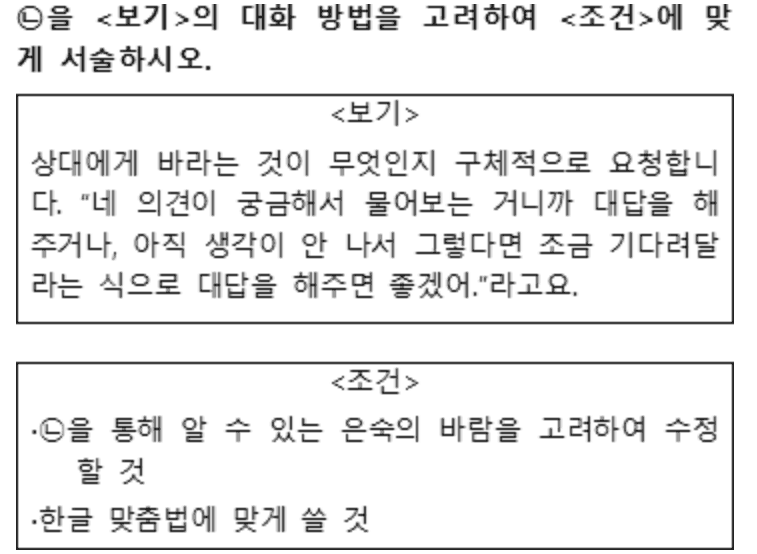 ㉡을 <보기>의 대화 방법을 고려하여 <조건>에 맞
게 서술하시오.
<보기>
상대에게 바라는 것이 무엇인지 구체적으로 요청합니
다. “네 의견이 궁금해서 물어보는 거니까 대답을 해
주거나, 아직 생각이 안 나서 그렇다면 조금 기다려달
라는 식으로 대답을 해주면 좋겠어.”라고요.
<조건>
·㉡을 통해 알 수 있는 은숙의 바람을 고려하여 수정
할 것
·한글 맞춤법에 맞게 쓸 것